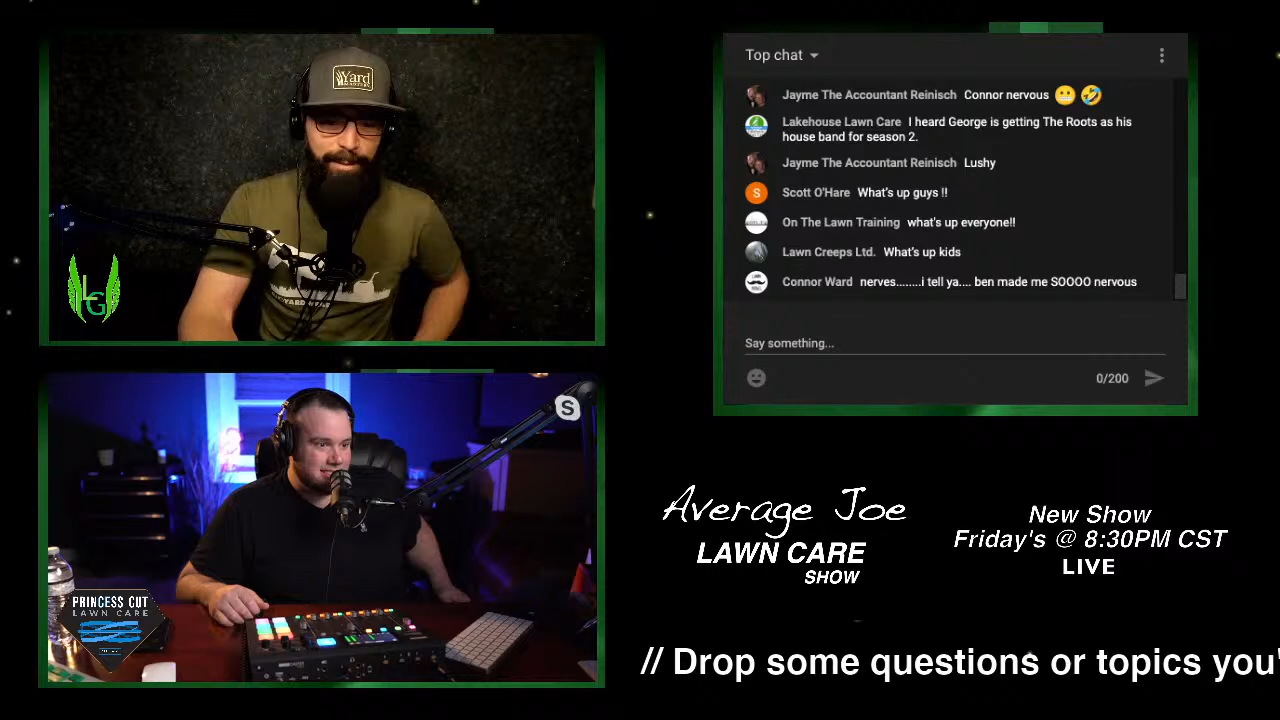 Yard
LG
PRINCESS CUT
LAWN CARE
S
Top chat
Jayme The Accountant Reinisch Connor nervous 😬 🤣
Lakehouse Lawn Care I heard George is getting The Roots as his
house band for season 2.
Jayme The Accountant Reinisch Lushy
S Scott O'Hare What's up guys !!
On The Lawn Training what's up everyone!!
Lawn Creeps Ltd. What's up kids
Connor Ward nerves........i tell ya.... ben made me SOOOO nervous
Say something...
0/200
Average Joe
LAWN CARE
SHOW
New Show
Friday's @ 8:30PM CST
LIVE
// Drop some questions or topics you'